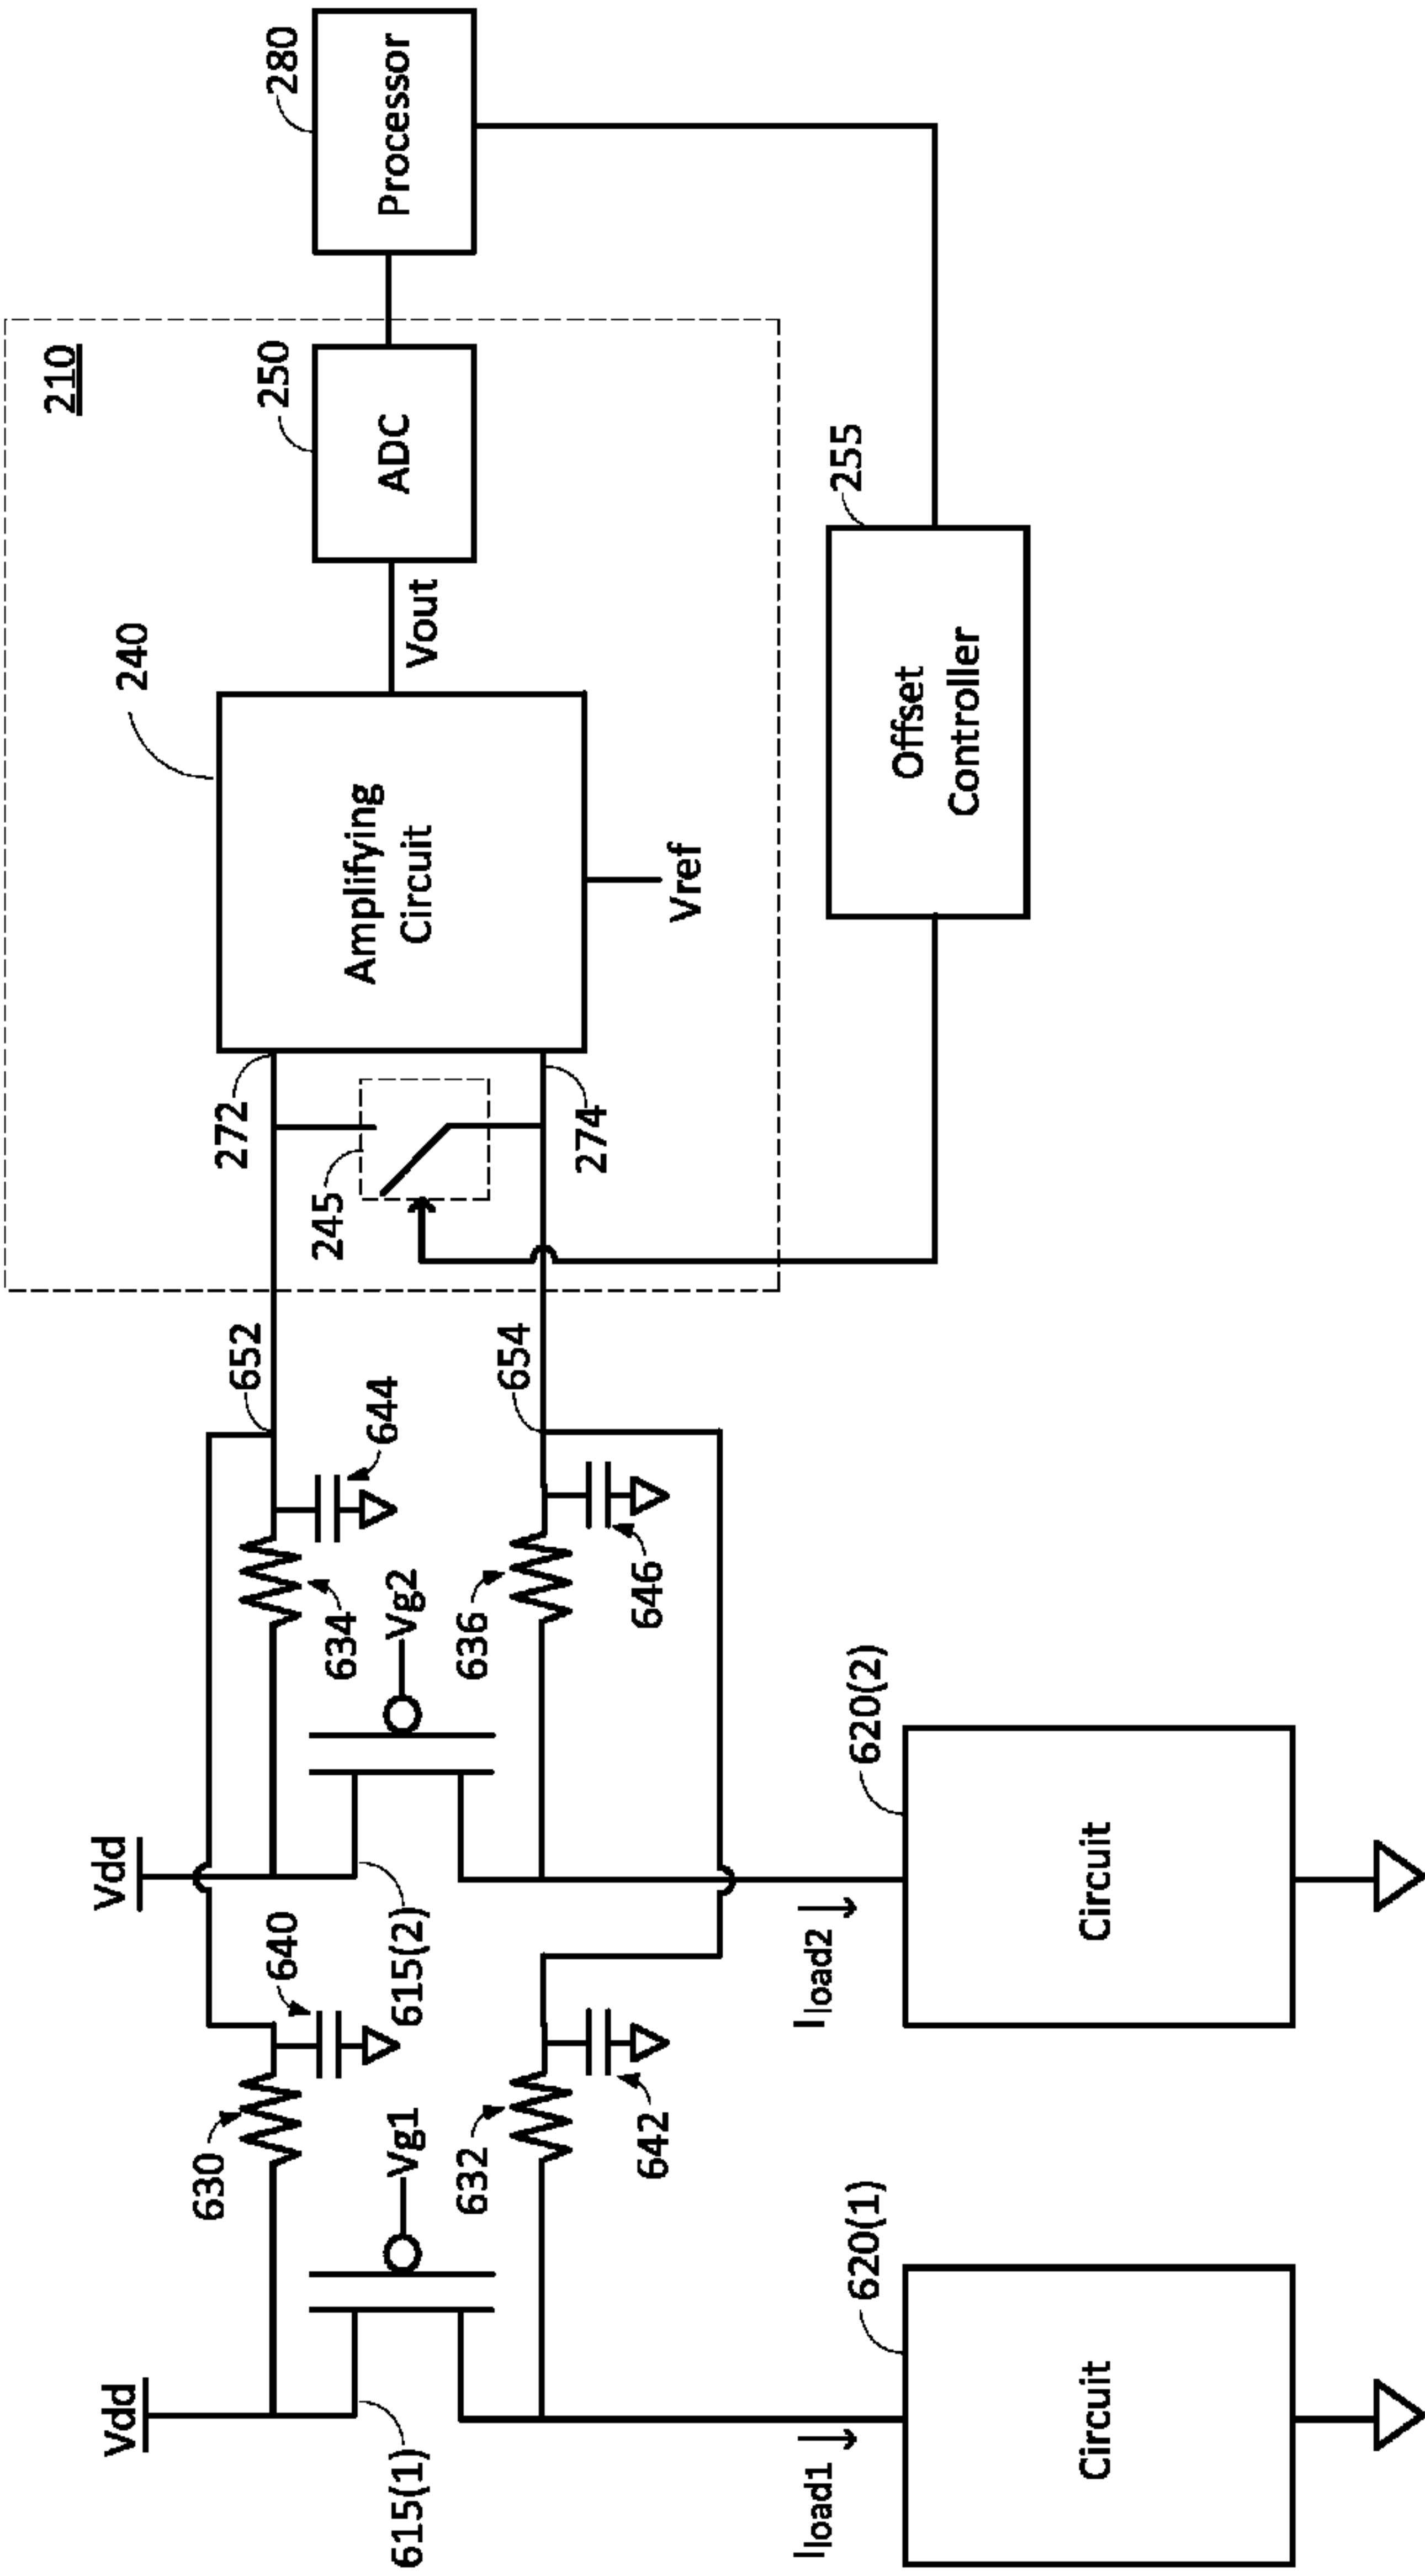 210
280
Processor
250
ADC
240
Vout
Amplifying
Circuit
Vref
272
245
274
255
Offset
Controller
652
654
644
634
Vg2
636
646
Vdd
640
615(2)
630
Vg1
632
642
Vdd
615(1)
Iload2
620(2)
Circuit
Iload1
620(1)
Circuit